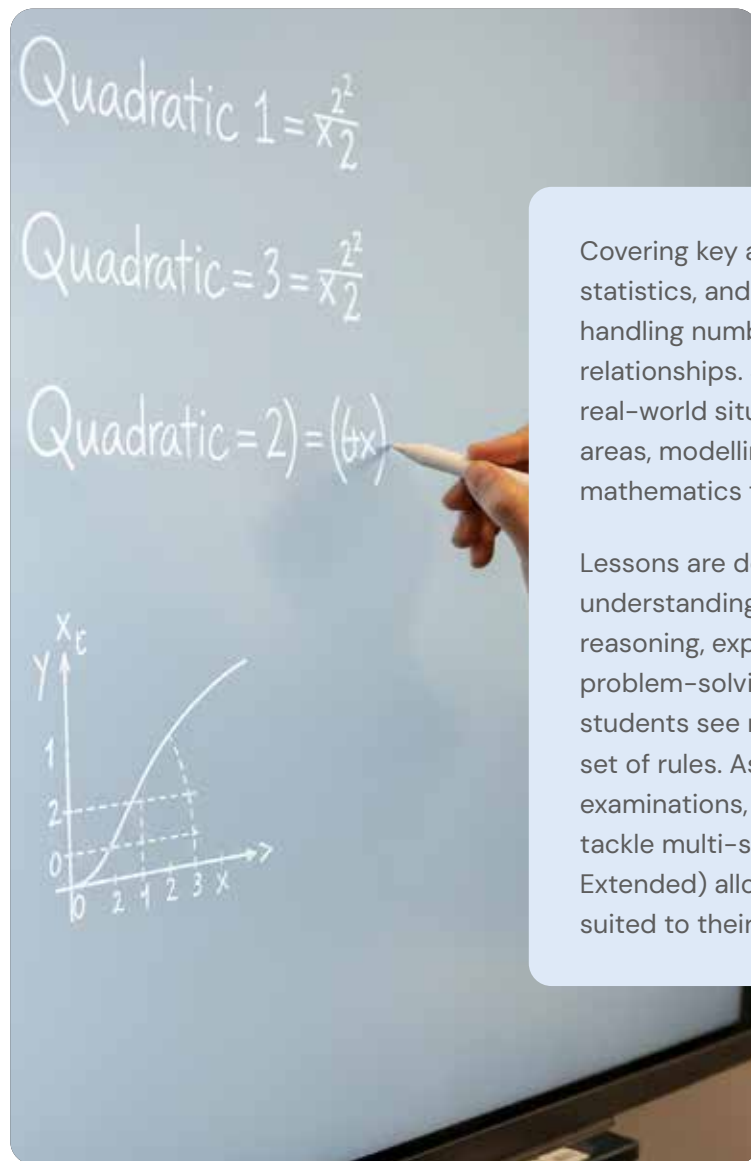 Quadratic 1 = 2²/x2
Quadratic = 3 = 2²/x2
Quadratic = 2) = (6x)
X t
Y
1
2
0
0 2 1 2 3 X
Covering key a
statistics, and
handling numb
relationships.
real-world situ
areas, modellin
mathematics
Lessons are d
understanding
reasoning, exp
problem-solvi
students see
set of rules. As
examinations,
tackle multi-s
Extended) allo
suited to their